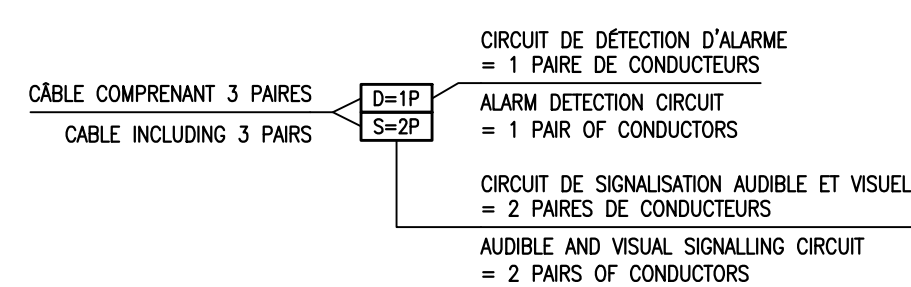 CÂBLE COMPRENANT 3 PAIRES
CABLE INCLUDING 3 PAIRS
D=1P
S=2P
CIRCUIT DE DÉTECTION D'ALARME
= 1 PAIRE DE CONDUCTEURS
ALARM DETECTION CIRCUIT
= 1 PAIR OF CONDUCTORS
CIRCUIT DE SIGNALISATION AUDIBLE ET VISUEL
= 2 PAIRES DE CONDUCTEURS
AUDIBLE AND VISUAL SIGNALLING CIRCUIT
= 2 PAIRS OF CONDUCTORS